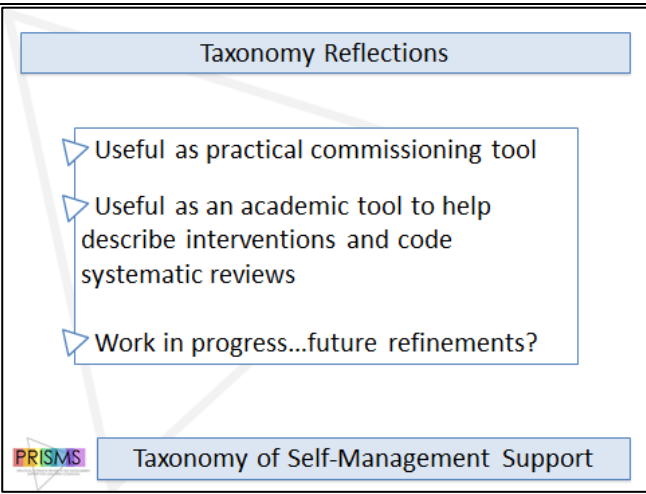 Taxonomy Reflections
Useful as practical commissioning tool
Useful as an academic tool to help
describe interventions and code
systematic reviews
Work in progress...future refinements?
PRISMS
Taxonomy of Self-Management Support